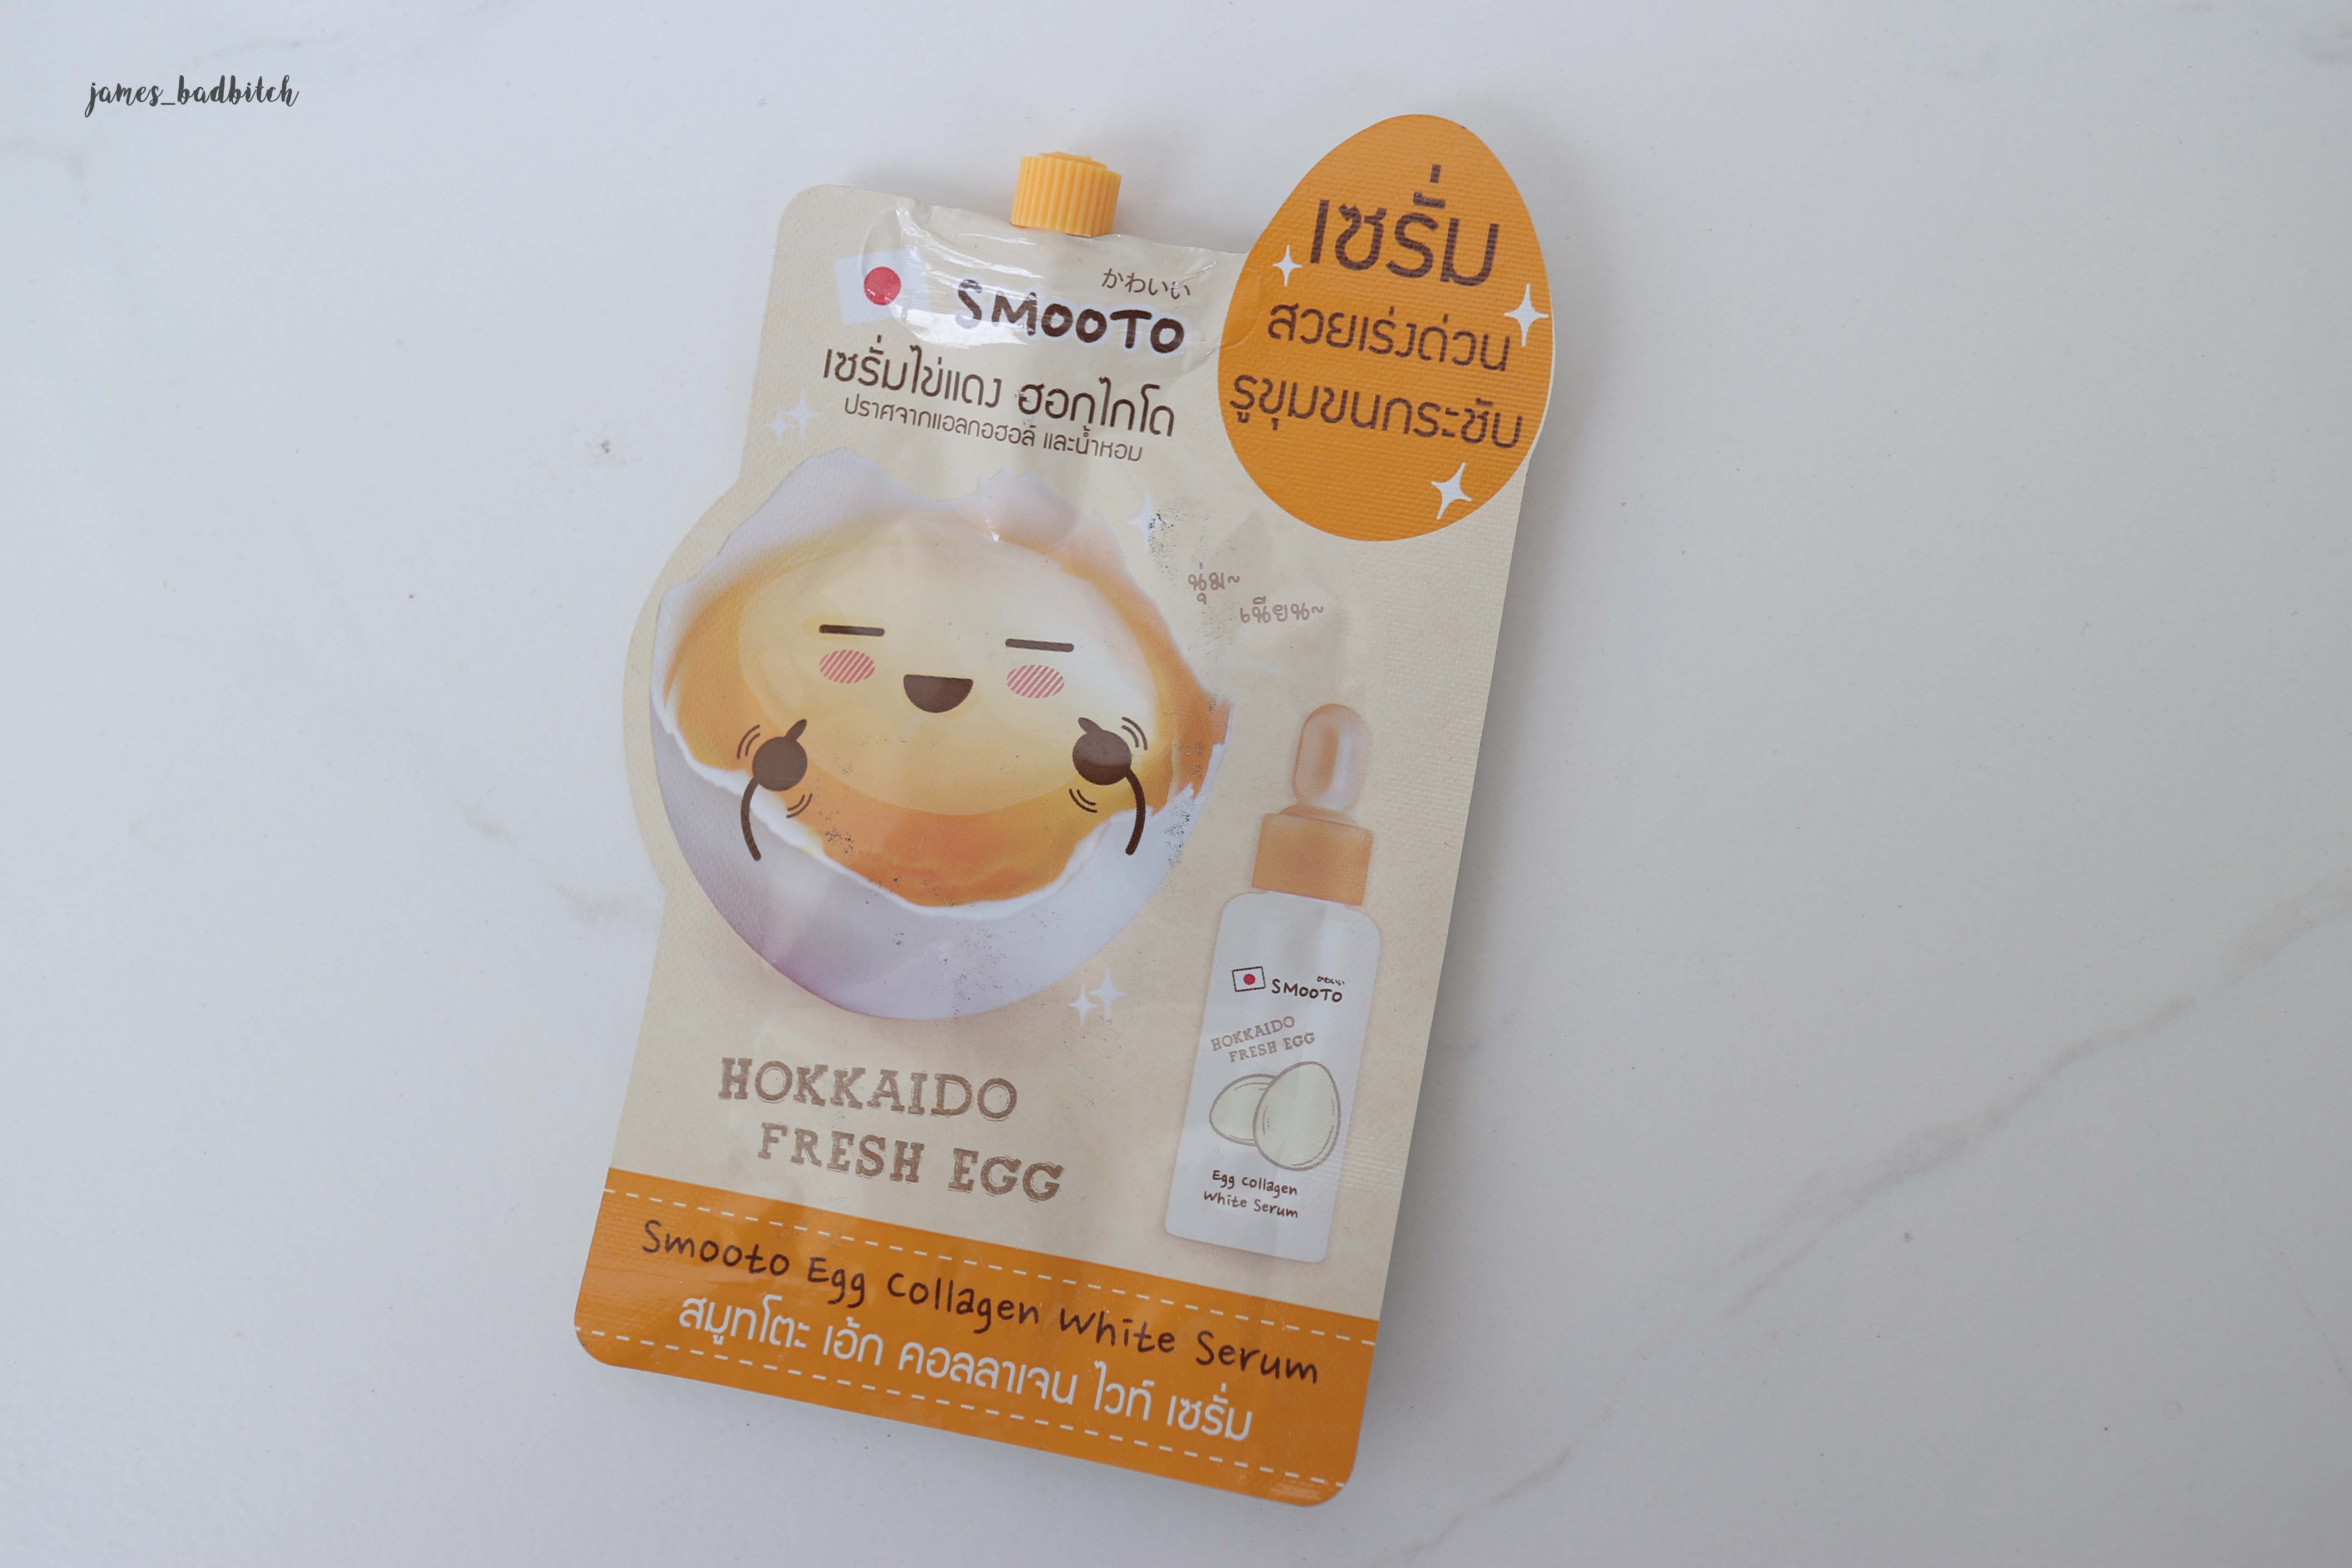 james_badbitch
かわいい
SMOOTO
เซรั่มไข่แดง ฮอกไกโด
ปราศจากแอลกอฮอล์ และน้ำหอม
เซรั่ม
สวยเร่งด่วน
รูขุมขนกระชับ
นุ่ม~
เนียน~
かわいい
SMOOTO
HOKKAIDO
FRESH EGG
Egg Collagen
White Serum
HOKKAIDO
FRESH EGG
Smooto Egg Collagen White Serum
สมูทโตะ เอ้ก คอลลาเจน ไวท์ เซรั่ม